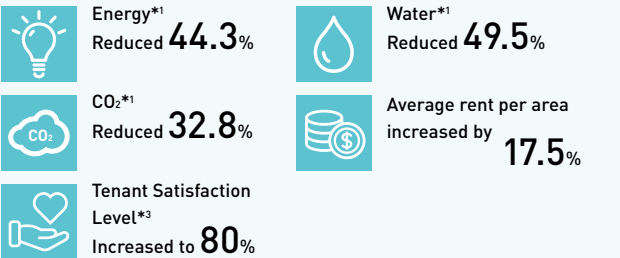 Energy*1
Reduced 44.3%
Water*1
Reduced 49.5%
CO₂
CO₂*1
Reduced 32.8%
$
Average rent per area
increased by
17.5%
Tenant Satisfaction
Level*3
Increased to 80%